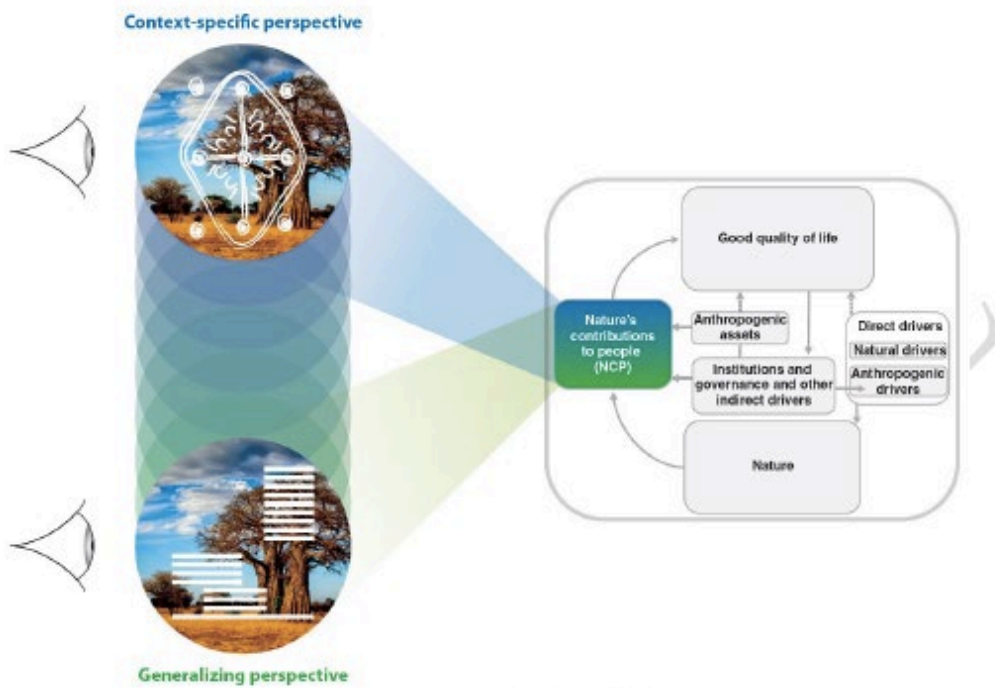 Context-specific perspective
Good quality of life
Nature's
contributions
to people
(NCP)
Anthropogenic
assets
Direct drivers
Natural drivers
Anthropogenic
drivers
Institutions and
governance and other
indirect drivers
Nature
Generalizing perspective